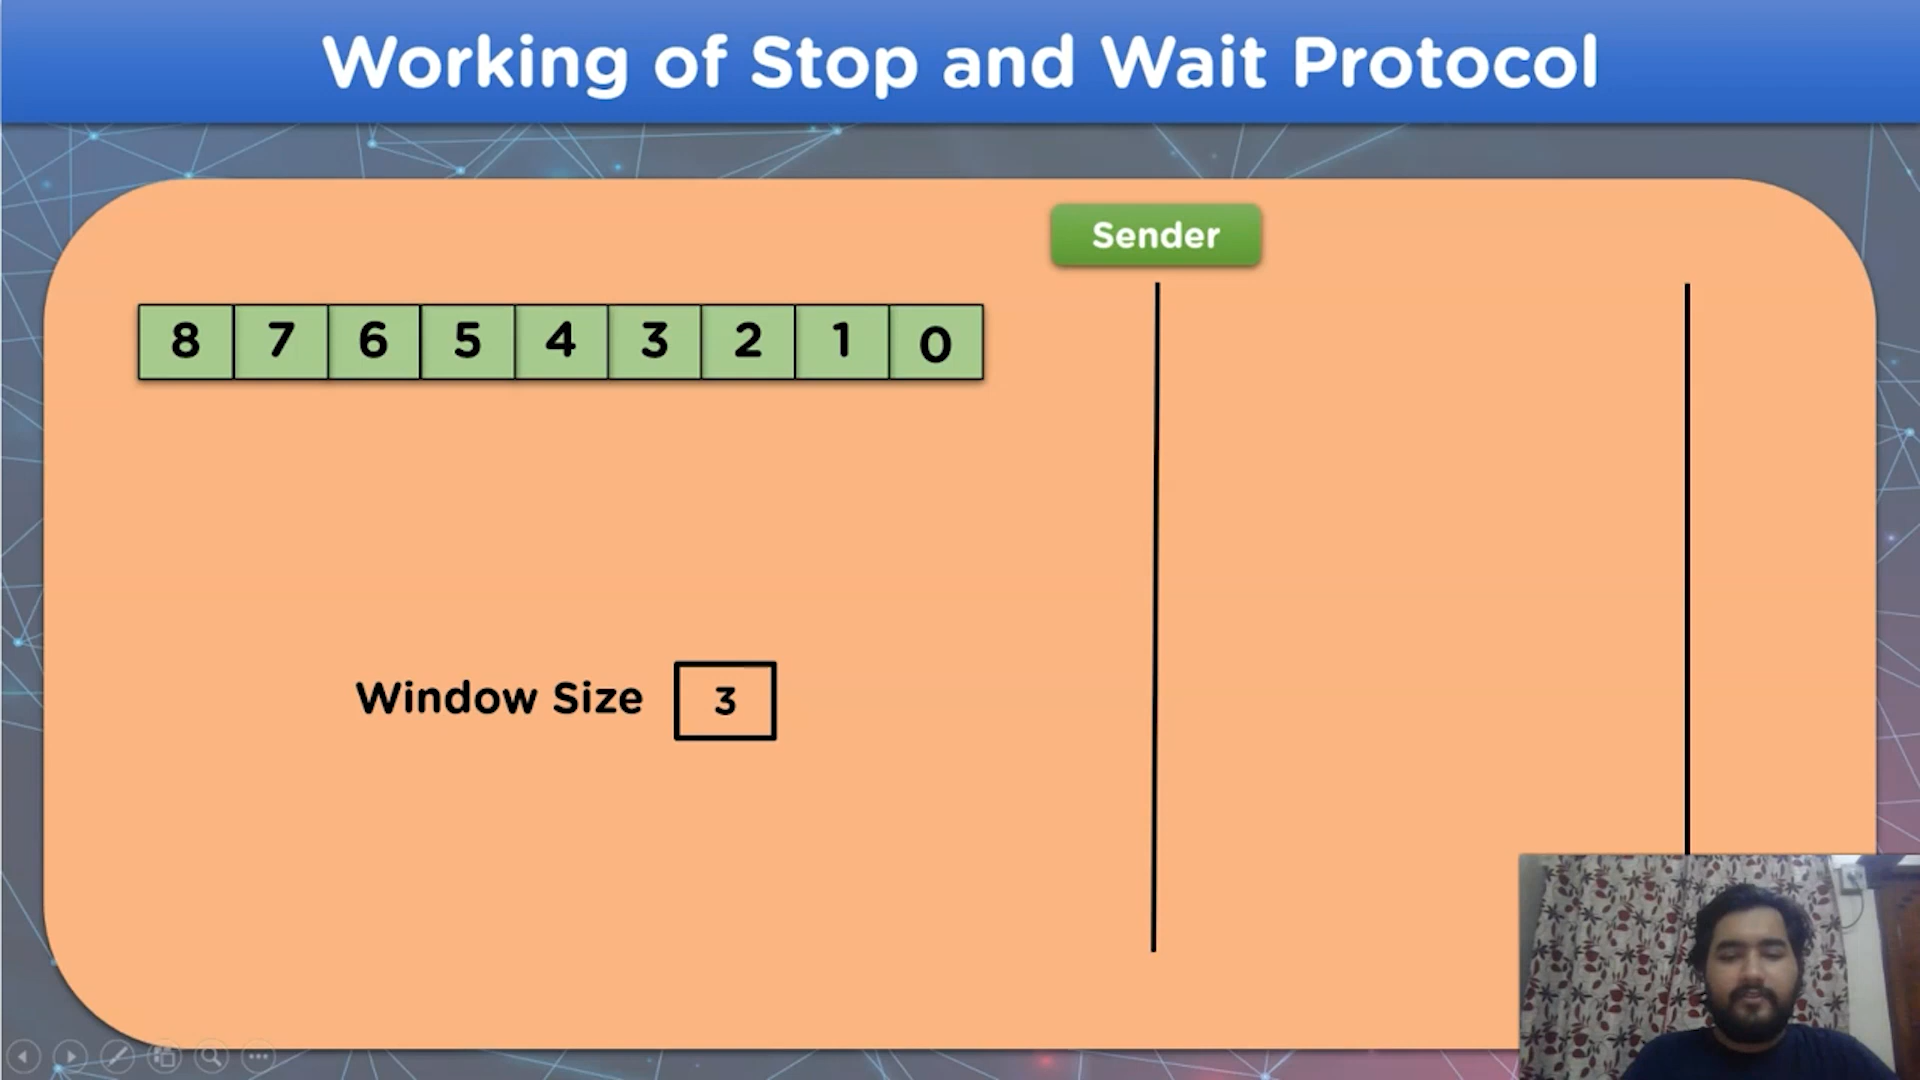 Working of Stop and Wait Protocol
Sender
8 7 6 5 4 3 2 1 0
Window Size 3